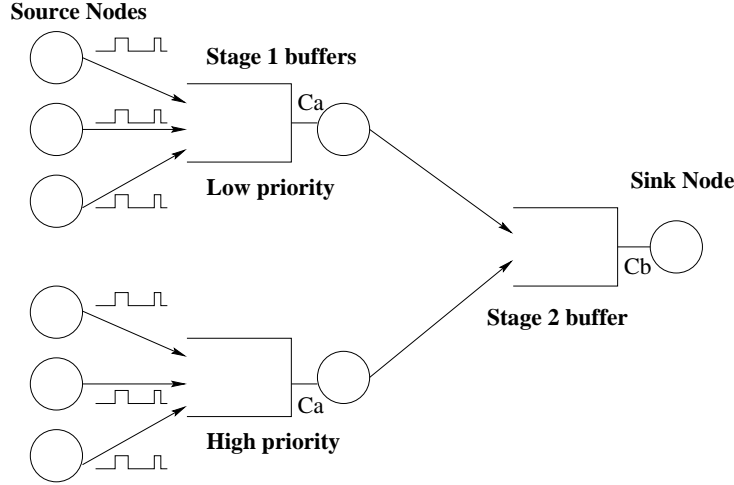 Source Nodes
Stage 1 buffers
Ca
Low priority
Sink Node
Cb
Stage 2 buffer
Ca
High priority